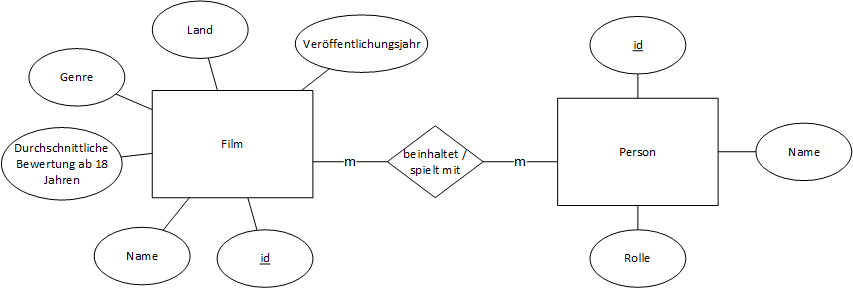 Land
Veröffentlichungsjahr
id
Genre
Film
Durchschnittliche
Bewertung ab 18
Jahren
m
beinhaltet /
spielt mit
m
Person
Name
Name
id
Rolle